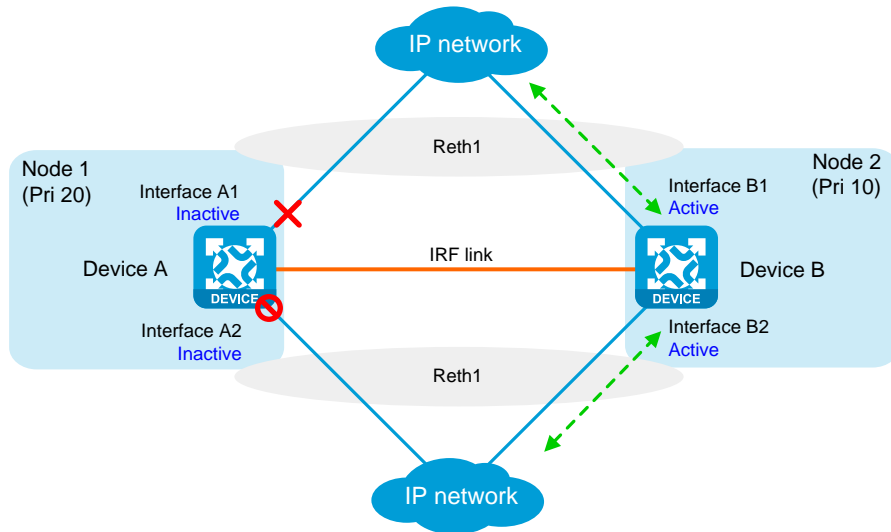 IP network
Reth1
Node 1
(Pri 20)
Node 2
(Pri 10)
Interface A1
Inactive
Interface B1
Active
IRF link
Device A
Device B
DEVICE
DEVICE
Interface A2
Inactive
Interface B2
Active
Reth1
IP network